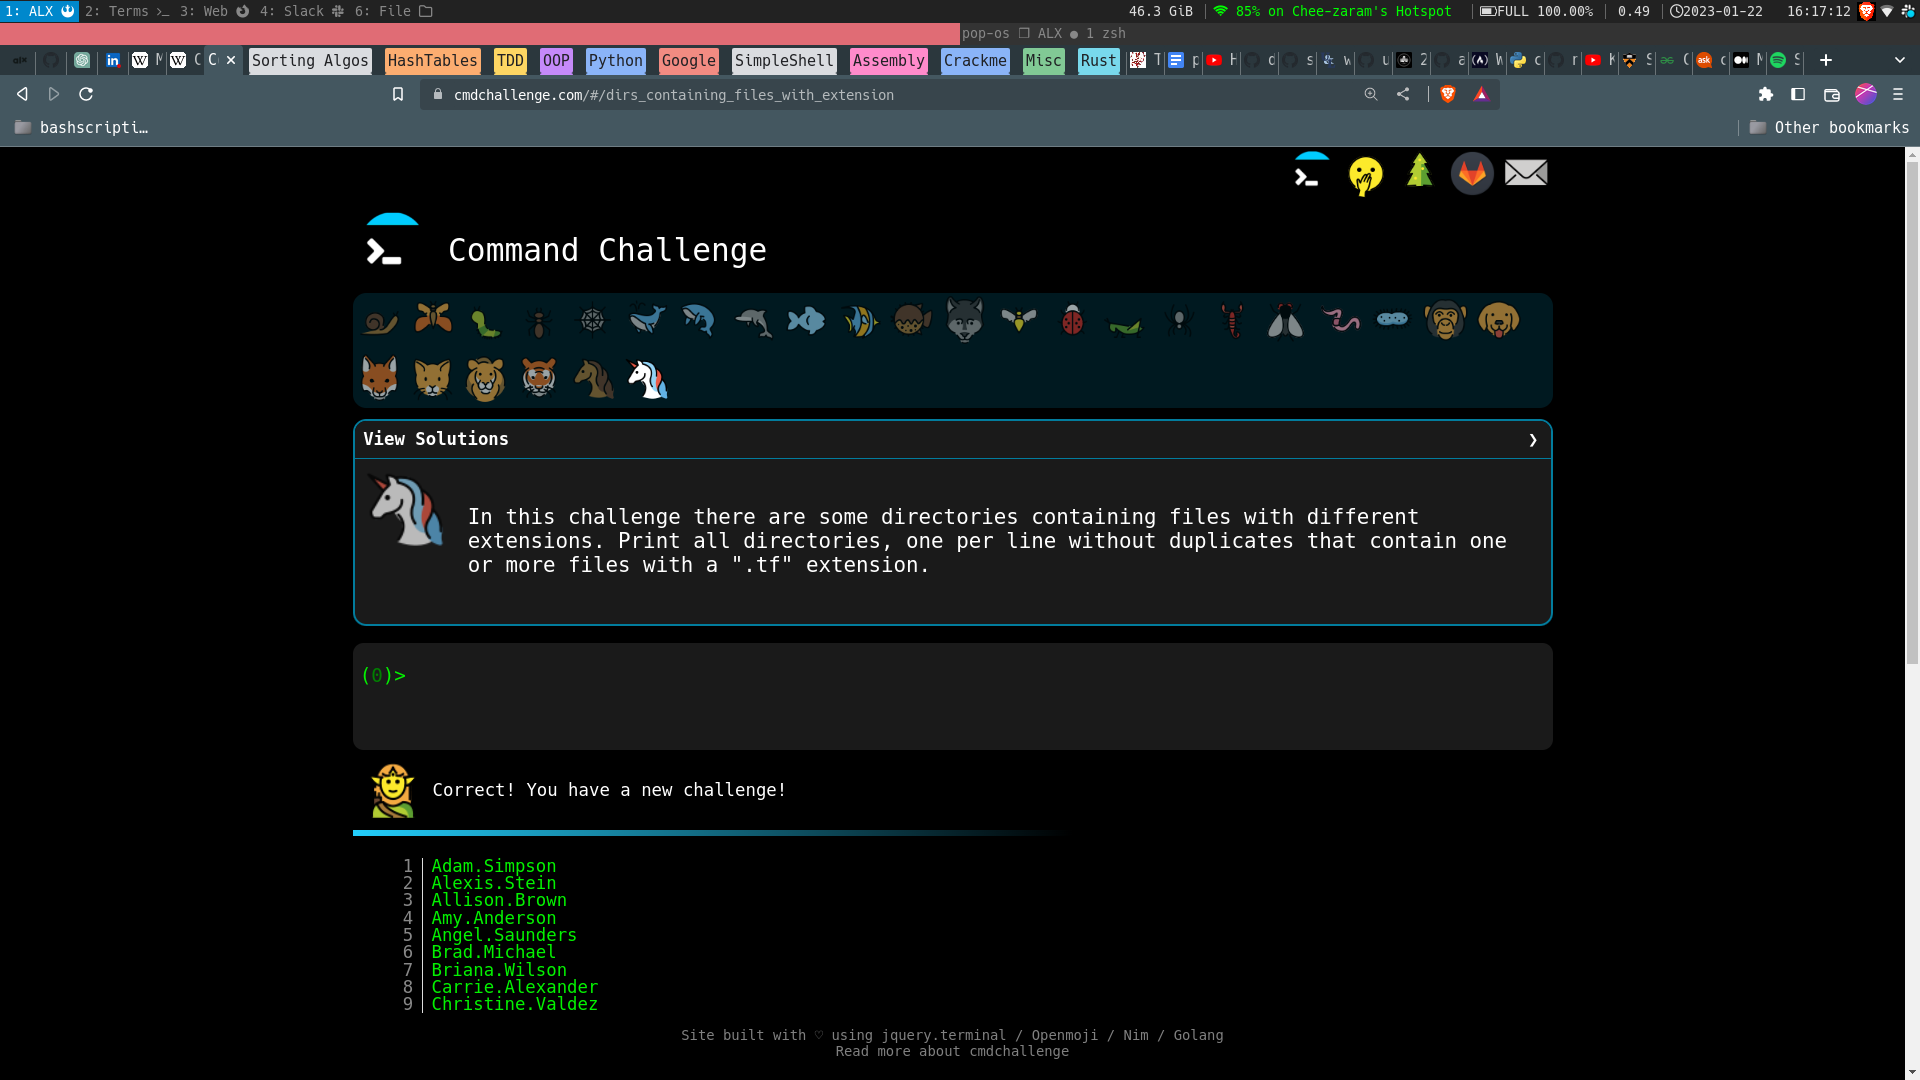 1: ALX 2: Terms 3: Web 4: Slack 6: File 46.3 GiB 85% on Chee-zaram's Hotspot FULL 100.00% 0.49 2023-01-22 16:17:12
pop-os ❐ ALX ● 1 zsh
Sorting Algos HashTables TDD OOP Python Google SimpleShell Assembly Crackme Misc Rust
cmdchallenge.com/#/dirs_containing_files_with_extension
bashscripti… Other bookmarks
Command Challenge
View Solutions
In this challenge there are some directories containing files with different
extensions. Print all directories, one per line without duplicates that contain one
or more files with a ".tf" extension.
(0)>
Correct! You have a new challenge!
1 Adam.Simpson
2 Alexis.Stein
3 Allison.Brown
4 Amy.Anderson
5 Angel.Saunders
6 Brad.Michael
7 Briana.Wilson
8 Carrie.Alexander
9 Christine.Valdez
Site built with ♡ using jquery.terminal / Openmoji / Nim / Golang
Read more about cmdchallenge